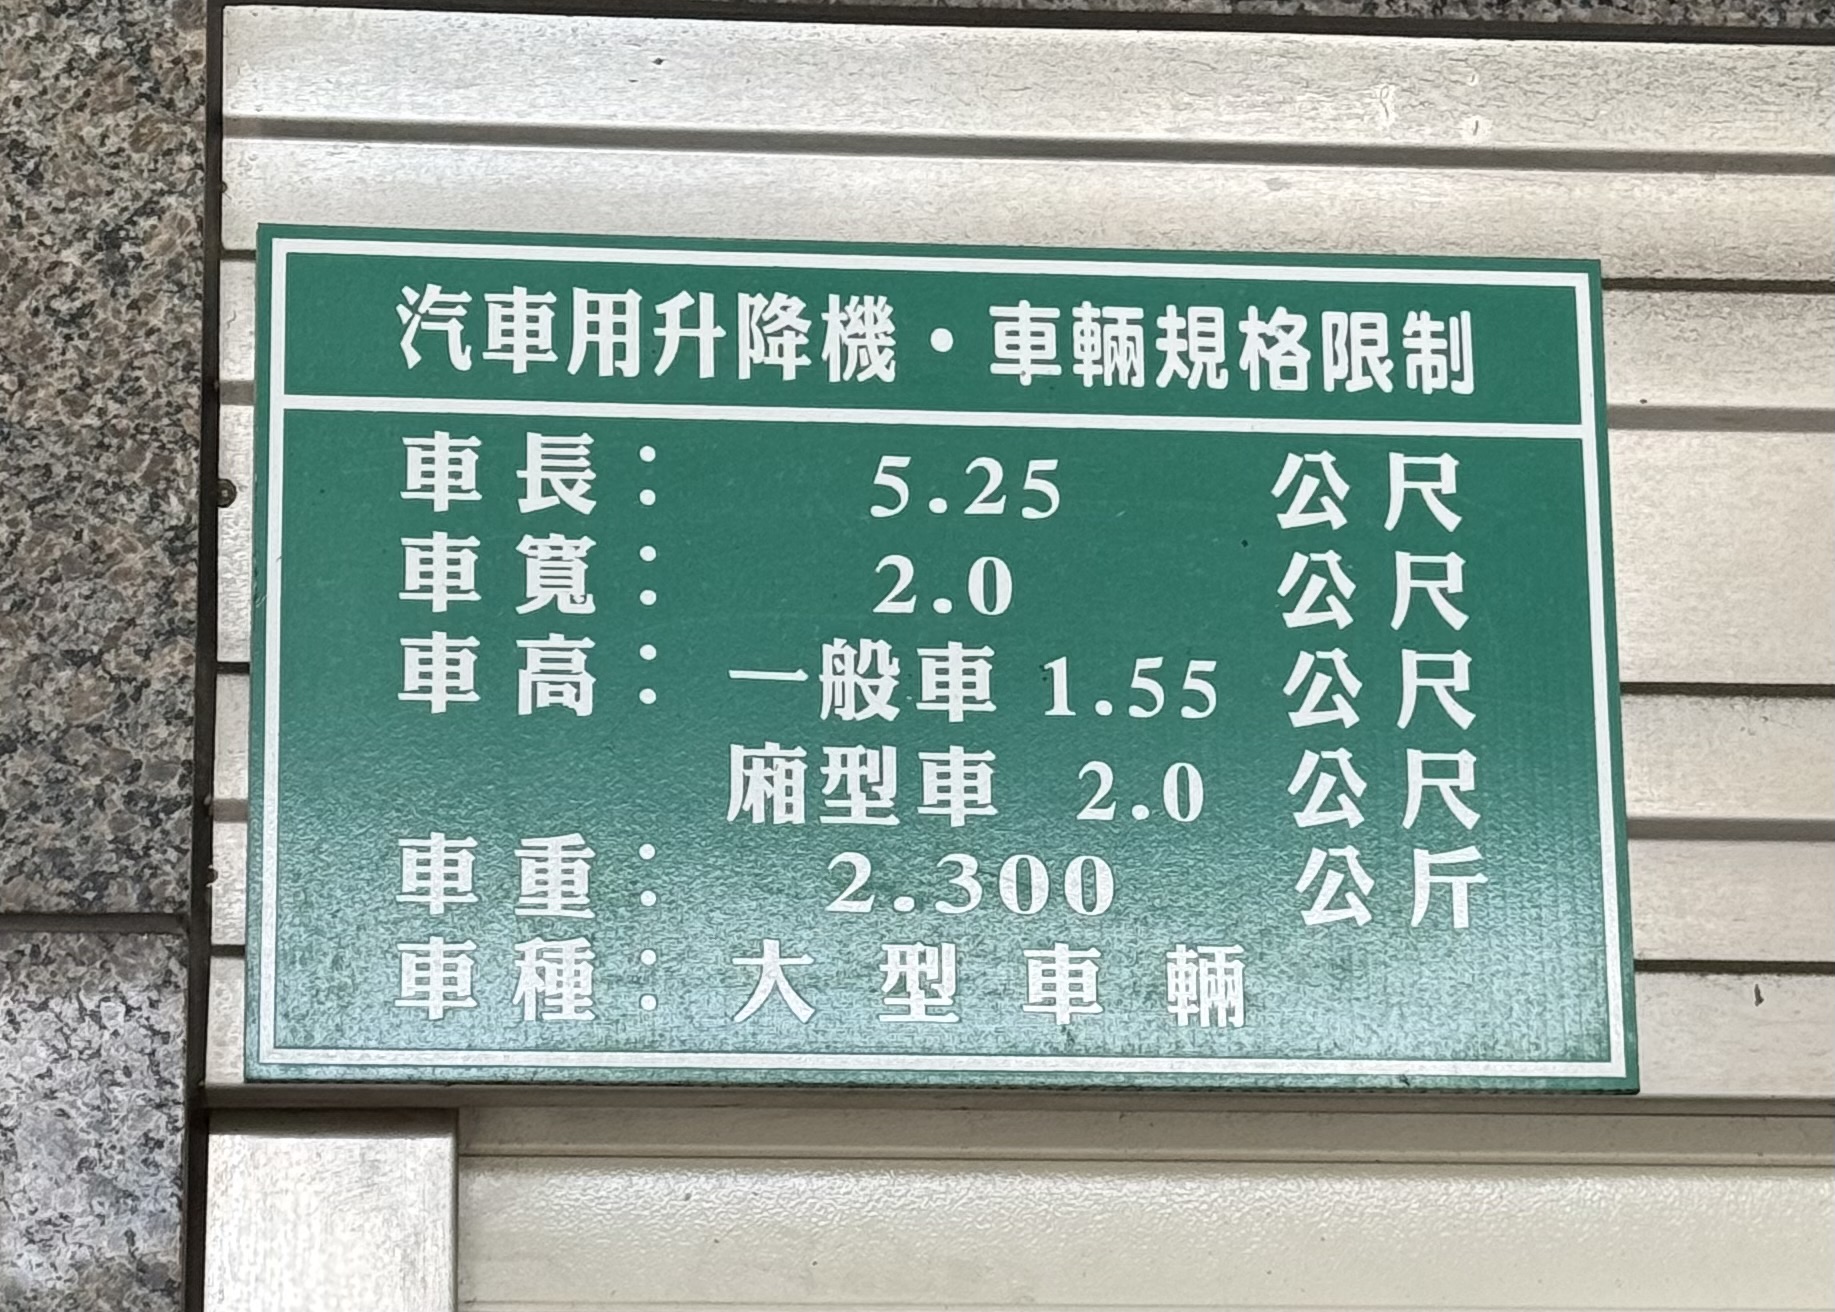 汽車用升降機・車輛規格限制
車長： 5.25 公尺
車寬： 2.0 公尺
車高： 一般車 1.55 公尺
廂型車 2.0 公尺
車重： 2.300 公斤
車種： 大型車輛